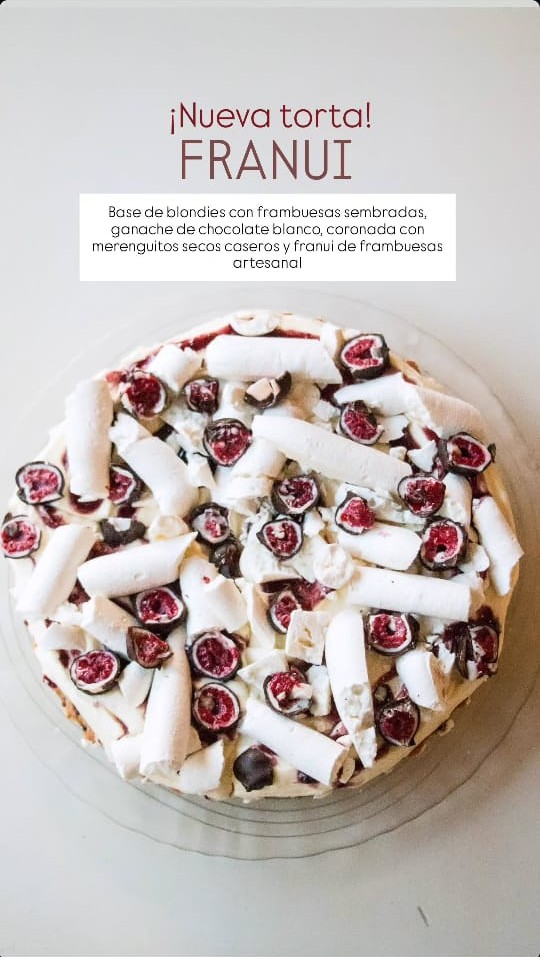 ¡Nueva torta!
FRANUI
Base de blondies con frambuesas sembradas,
ganache de chocolate blanco, coronada con
merenguitos secos caseros y franui de frambuesas
artesanal